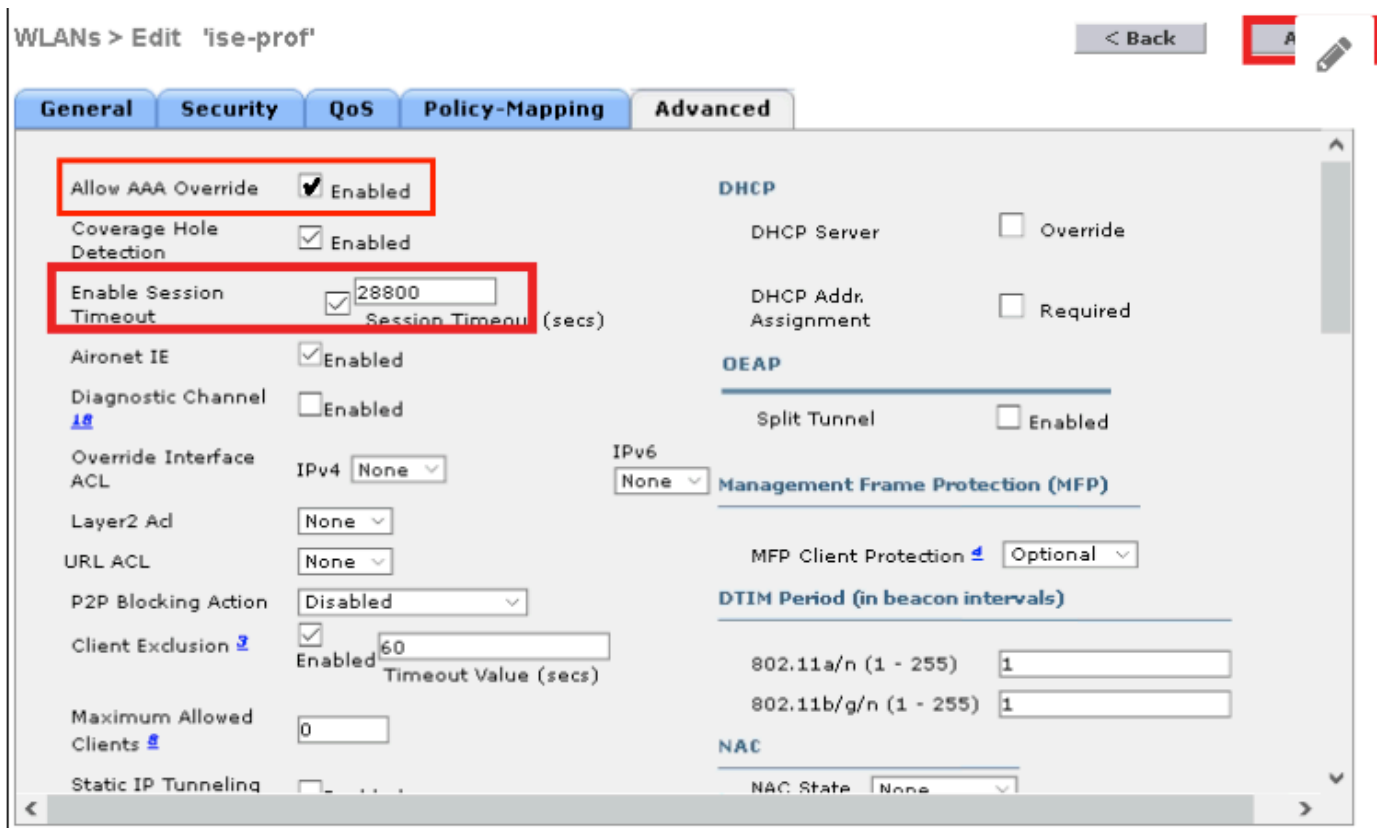 WLANs > Edit 'ise-prof'
< Back
General
Security
QoS
Policy-Mapping
Advanced
Allow AAA Override
Enabled
Coverage Hole
Detection
Enabled
Enable Session
Timeout
28800
Session Timeout (secs)
Aironet IE
Enabled
Diagnostic Channel
18
Enabled
Override Interface
ACL
IPv4
None
IPv6
None
Layer2 Acl
None
URL ACL
None
P2P Blocking Action
Disabled
Client Exclusion 3
Enabled
60
Timeout Value (secs)
Maximum Allowed
Clients 8
0
Static IP Tunneling
DHCP
DHCP Server
Override
DHCP Addr.
Assignment
Required
OEAP
Split Tunnel
Enabled
Management Frame Protection (MFP)
MFP Client Protection 4
Optional
DTIM Period (in beacon intervals)
802.11a/n (1 - 255)
1
802.11b/g/n (1 - 255)
1
NAC
NAC State
None